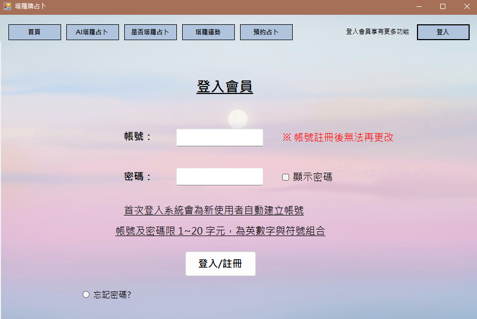 塔羅牌占卜
首頁 AI塔羅占卜 是否塔羅占卜 塔羅運勢 預約占卜 登入會員享有更多功能 登入
登入會員
帳號： ※ 帳號註冊後無法再更改
密碼： 顯示密碼
首次登入系統會為新使用者自動建立帳號
帳號及密碼限 1~20 字元，為英數字與符號組合
登入/註冊
忘記密碼?